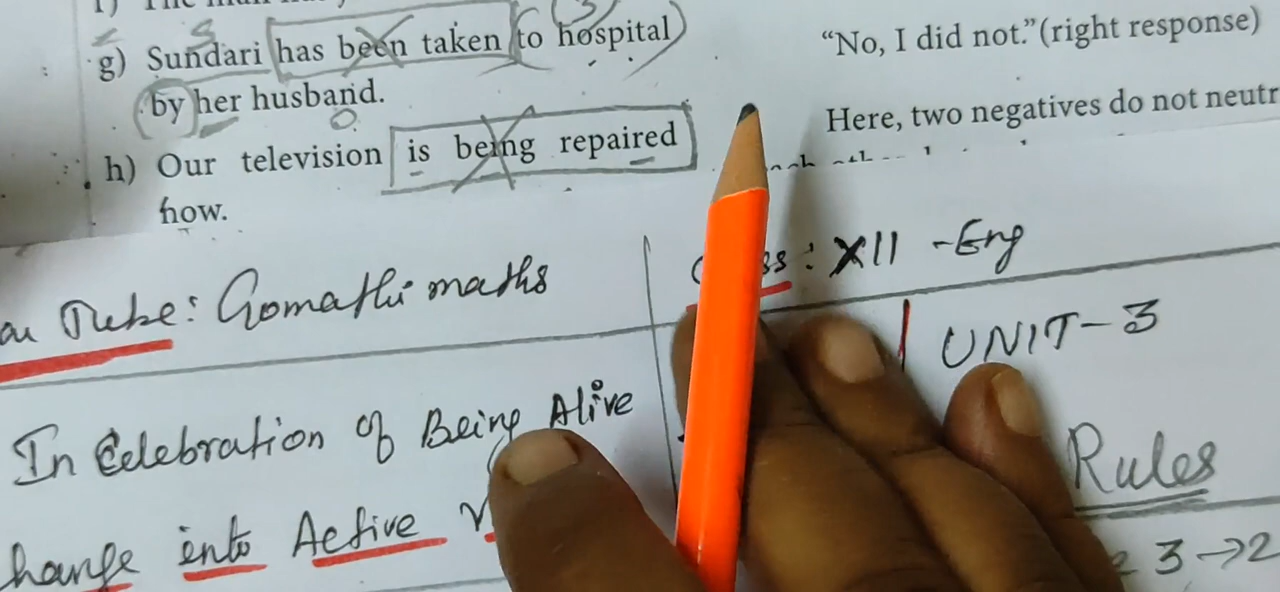 g) Sundari has been taken to hospital
by her husband.
h) Our television is being repaired
now.
"No, I did not." (right response)
Here, two negatives do not neutr
Tube: Gomathi maths
: XII - Eng
UNIT - 3
In Celebration of Being Alive
Rules
hange into Active
3 → 2